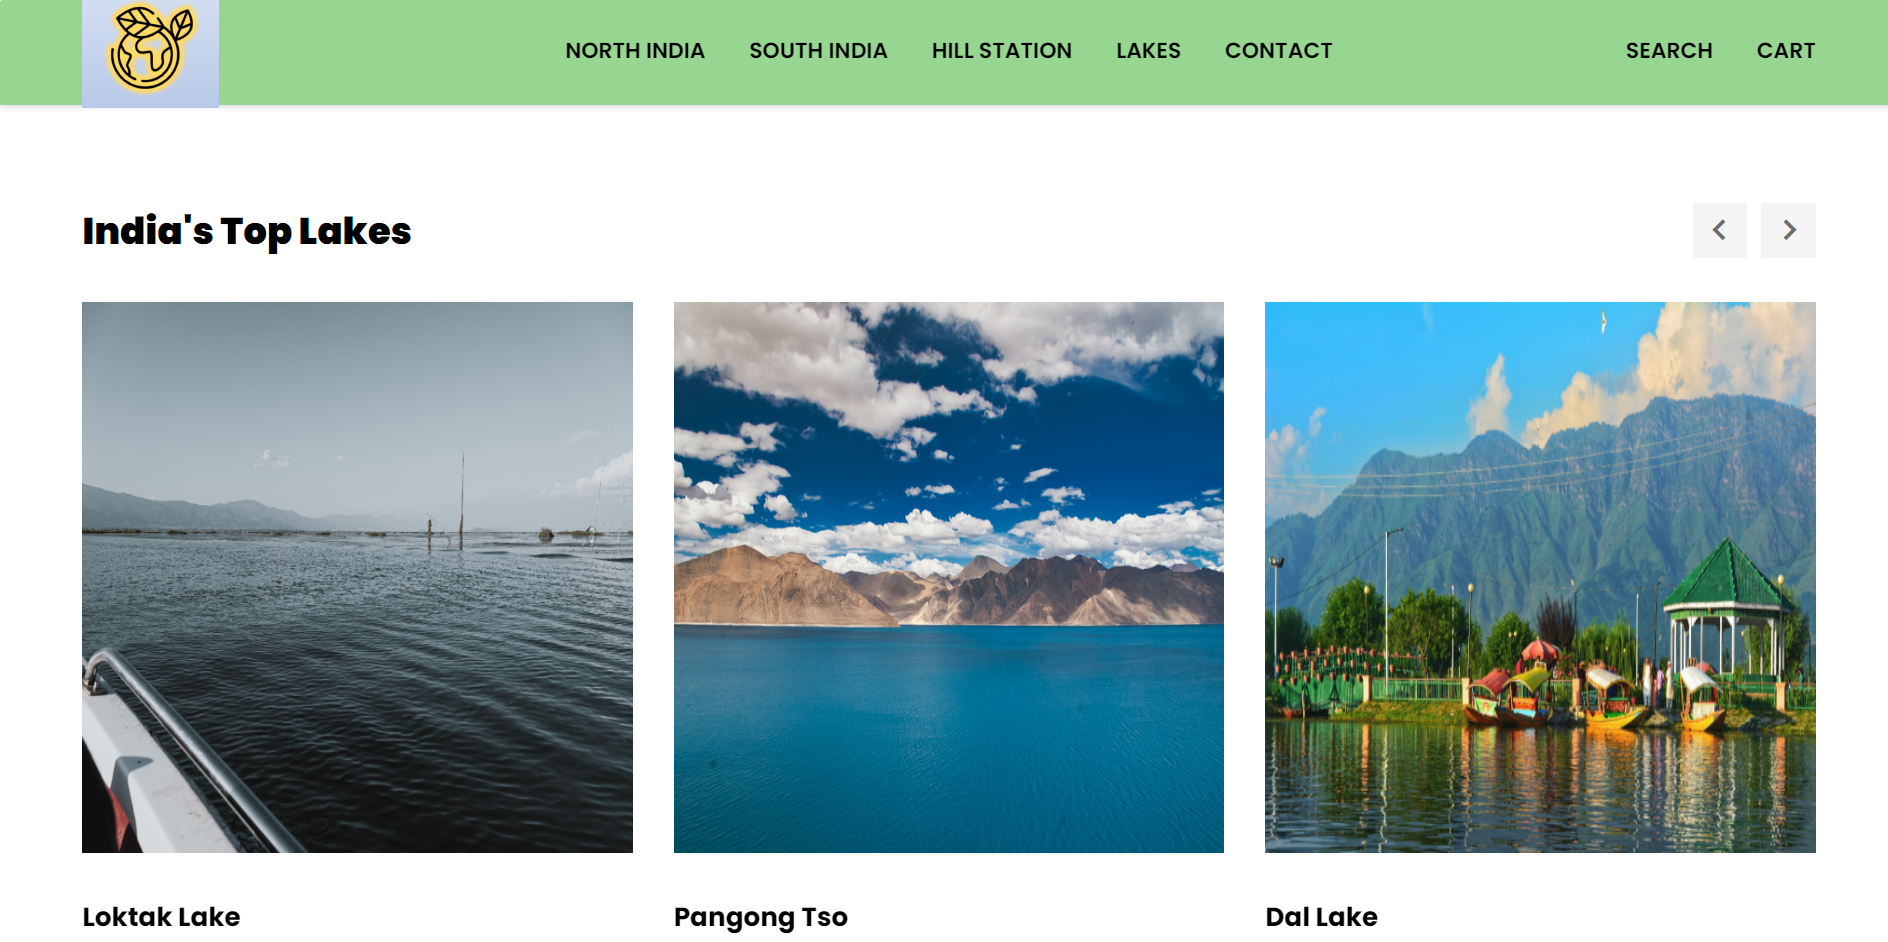 NORTH INDIA SOUTH INDIA HILL STATION LAKES CONTACT SEARCH CART
India's Top Lakes
Loktak Lake Pangong Tso Dal Lake